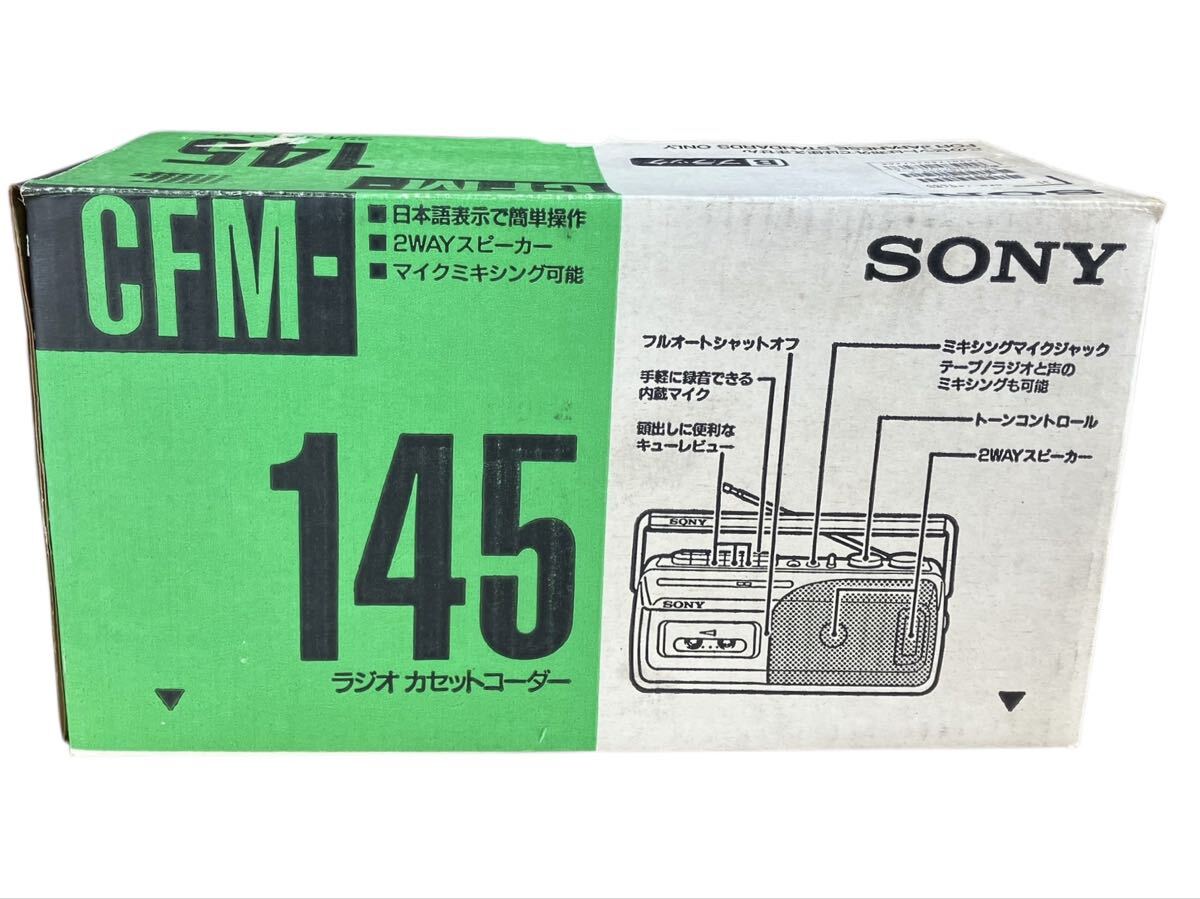 145
B ブラック
FOR JAPANESE STANDARDS ONLY
SONY
CFM-
■ 日本語表示で簡単操作
■ 2WAYスピーカー
■ マイクミキシング可能
145
ラジオ カセットコーダー
SONY
フルオートシャットオフ
手軽に録音できる
内蔵マイク
頭出しに便利な
キューレビュー
ミキシングマイクジャック
テープ/ラジオと声の
ミキシングも可能
トーンコントロール
2WAYスピーカー
SONY
SONY